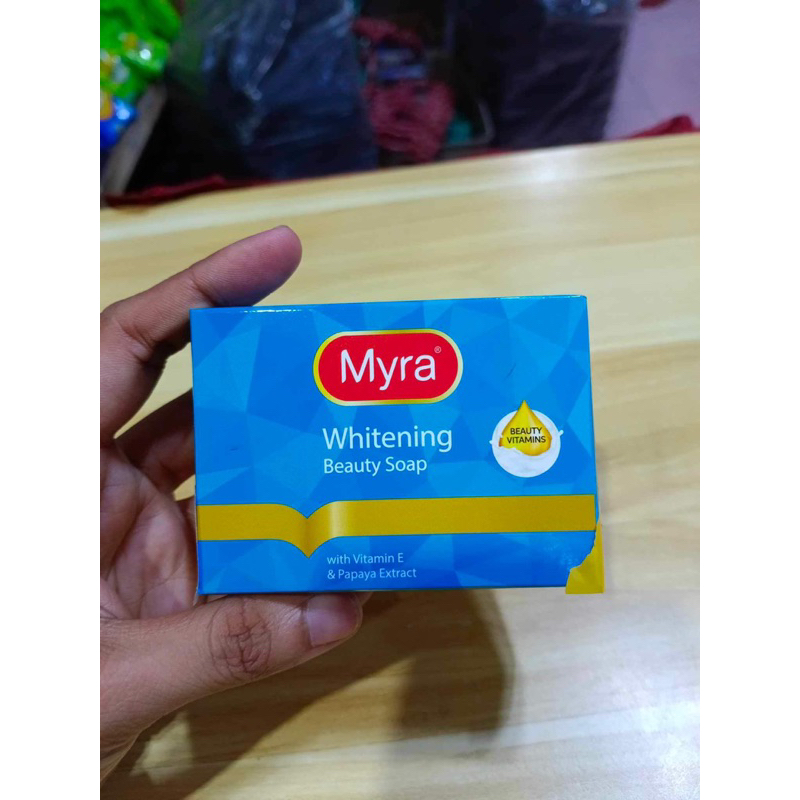 Myra®
Whitening
Beauty Soap
BEAUTY
VITAMINS
with Vitamin E
& Papaya Extract